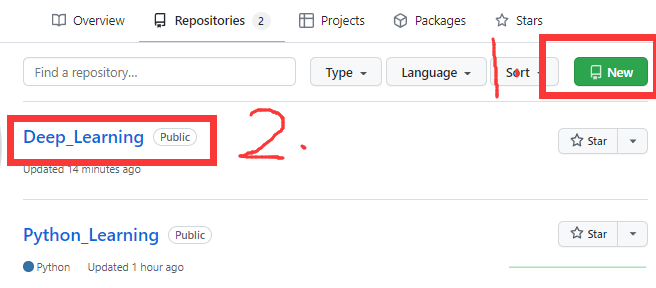 Overview Repositories 2 Projects Packages Stars
Find a repository... Type Language Sort New
1
Deep_Learning Public 2. Star
Updated 14 minutes ago
Python_Learning Public Star
Python Updated 1 hour ago